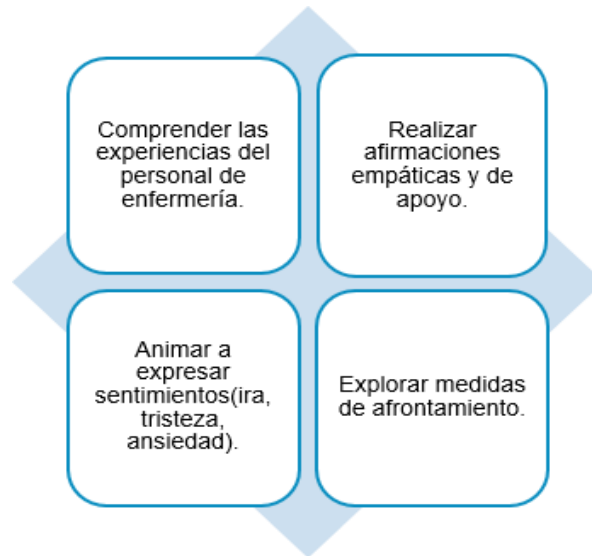 Comprender las
experiencias del
personal de
enfermería.
Realizar
afirmaciones
empáticas y de
apoyo.
Animar a
expresar
sentimientos(ira,
tristeza,
ansiedad).
Explorar medidas
de afrontamiento.